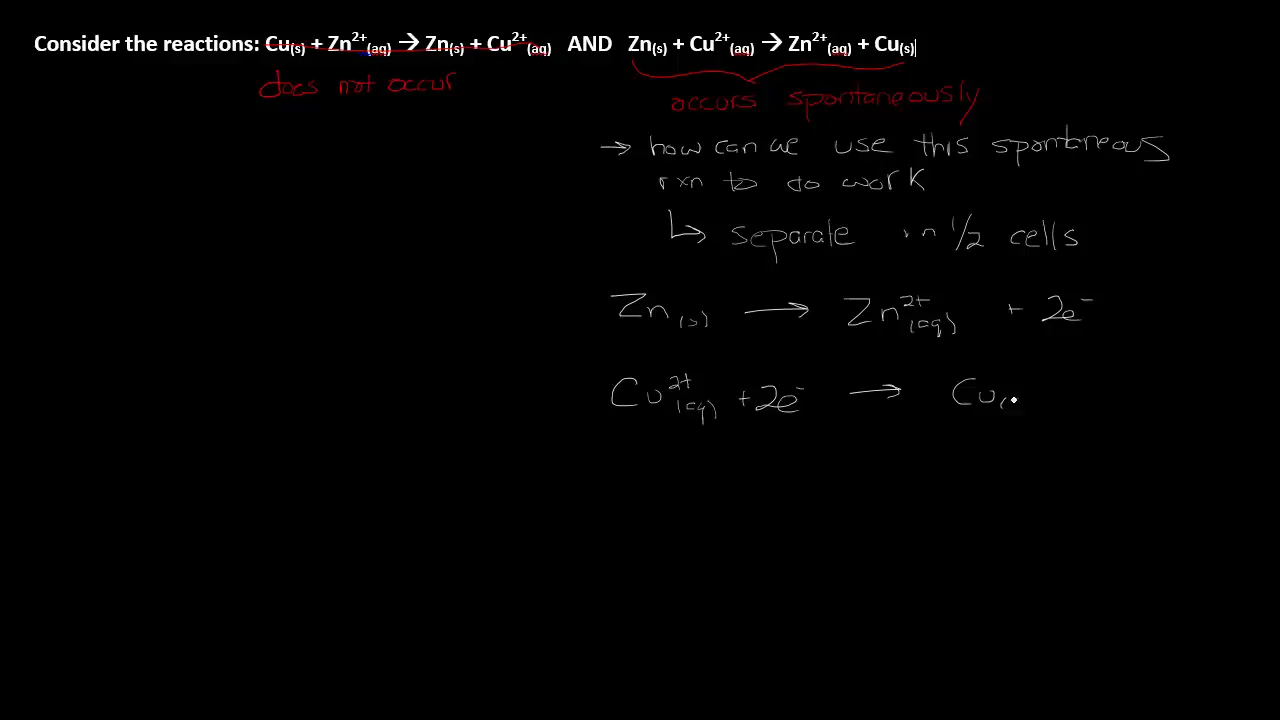 Consider the reactions: Cu(s) + Zn²⁺(aq) → Zn(s) + Cu²⁺(aq) AND Zn(s) + Cu²⁺(aq) → Zn²⁺(aq) + Cu(s)
does not occur
occurs spontaneously
→ how can we use this spontaneous
rxn to do work
↳ separate in 1/2 cells
Zn(s) → Zn²⁺(aq) + 2e⁻
Cu²⁺(aq) + 2e⁻ → Cu(